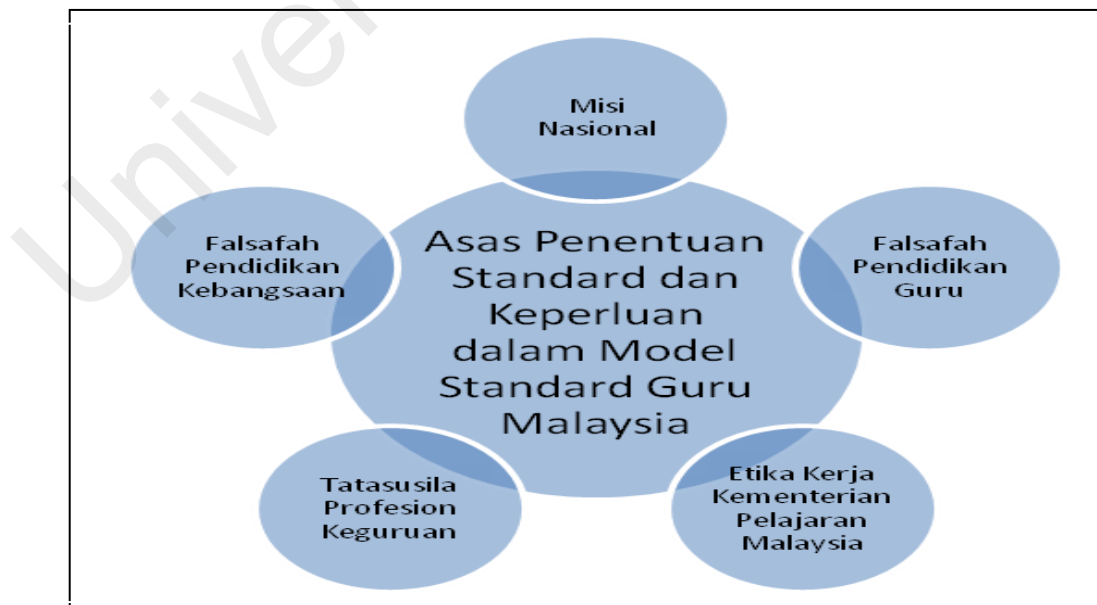 Misi
Nasional
Falsafah
Pendidikan
Kebangsaan
Asas Penentuan
Standard dan
Keperluan
dalam Model
Standard Guru
Malaysia
Falsafah
Pendidikan
Guru
Tatasusila
Profesion
Keguruan
Etika Kerja
Kementerian
Pelajaran
Malaysia